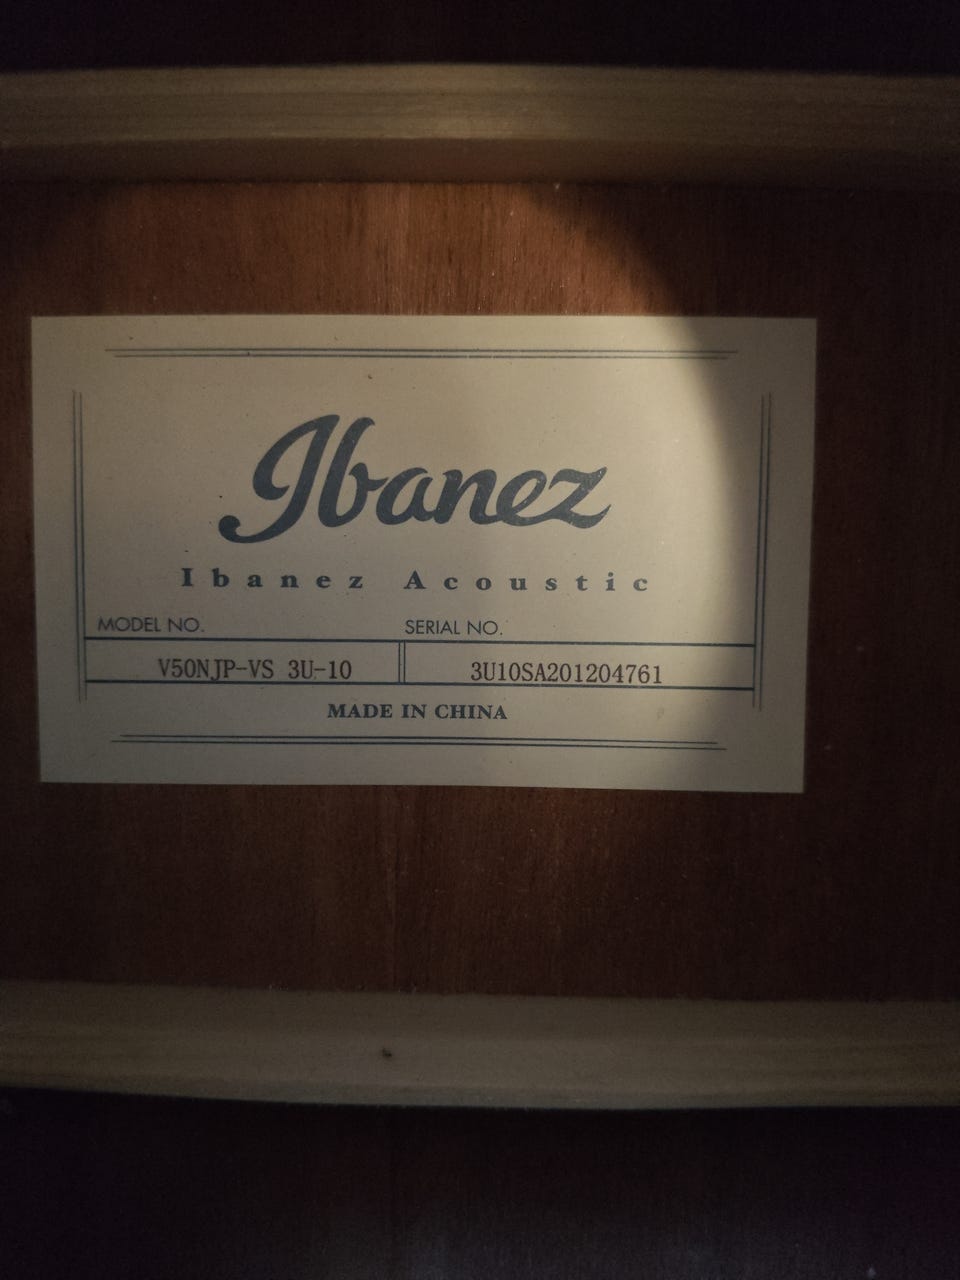 Ibanez
Ibanez Acoustic
MODEL NO. SERIAL NO.
V50NJP-VS 3U-10 3U10SA201204761
MADE IN CHINA